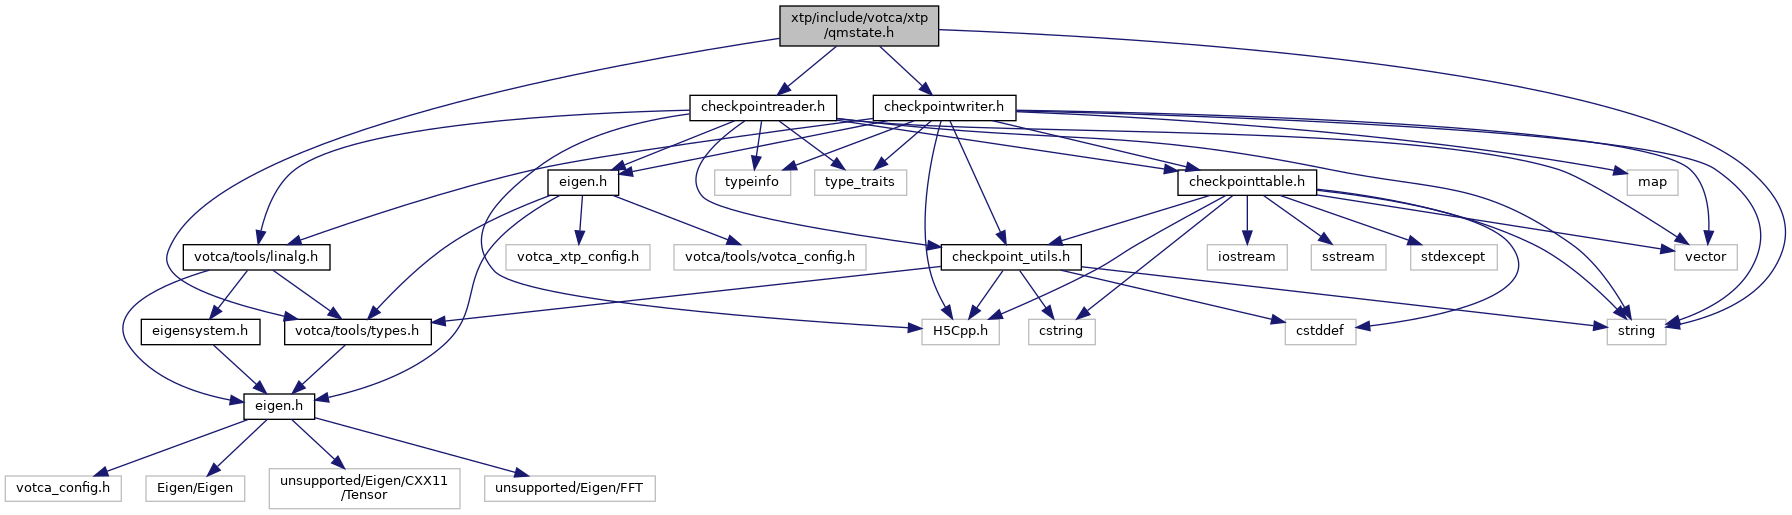 xtp/include/votca/xtp
/qmstate.h
checkpointreader.h
checkpointwriter.h
eigen.h
typeinfo
type_traits
checkpointtable.h
map
votca/tools/linalg.h
votca_xtp_config.h
votca/tools/votca_config.h
checkpoint_utils.h
iostream
sstream
stdexcept
vector
eigensystem.h
votca/tools/types.h
H5Cpp.h
cstring
cstddef
string
eigen.h
votca_config.h
Eigen/Eigen
unsupported/Eigen/CXX11
/Tensor
unsupported/Eigen/FFT